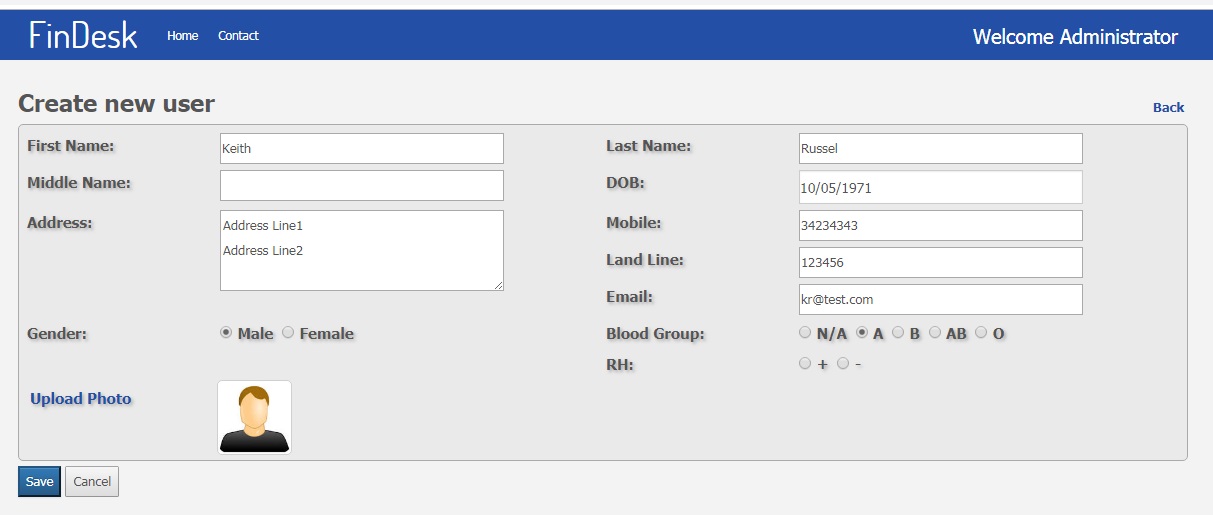 FinDesk Home Contact Welcome Administrator
Create new user Back
First Name: Keith Last Name: Russel
Middle Name: DOB: 10/05/1971
Address: Address Line1 Mobile: 34234343
Address Line2
Land Line: 123456
Email: kr@test.com
Gender: Male Female Blood Group: N/A A B AB O
RH: + -
Upload Photo
Save Cancel